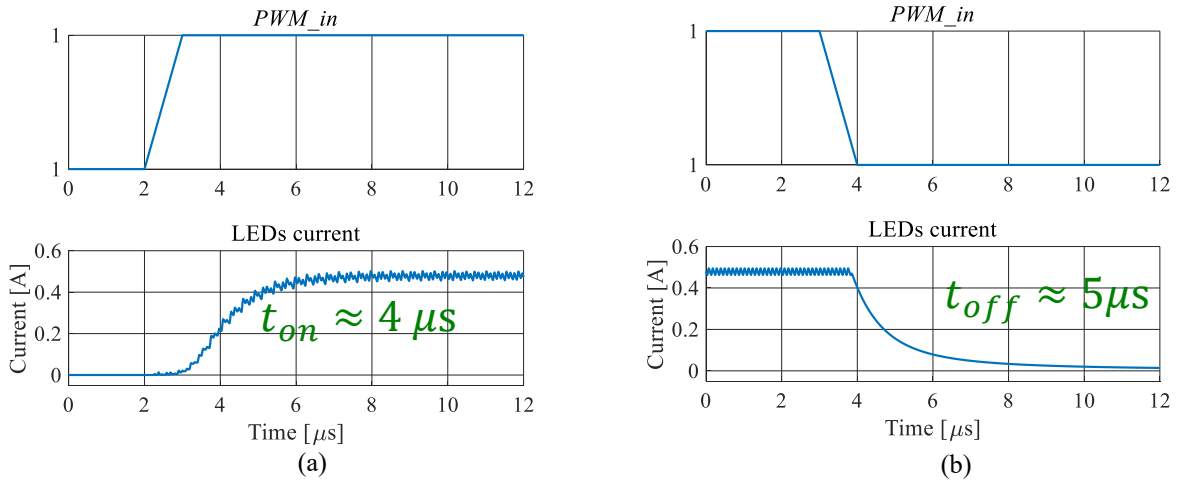 PWM_in
1
1
0 2 4 6 8 10 12
LEDs current
Current [A]
0.6
0.4
0.2
0
t_on ≈ 4 μs
0 2 4 6 8 10 12
Time [μs]
(a)
PWM_in
1
1
0 2 4 6 8 10 12
LEDs current
Current [A]
0.6
0.4
0.2
0
t_off ≈ 5μs
0 2 4 6 8 10 12
Time [μs]
(b)